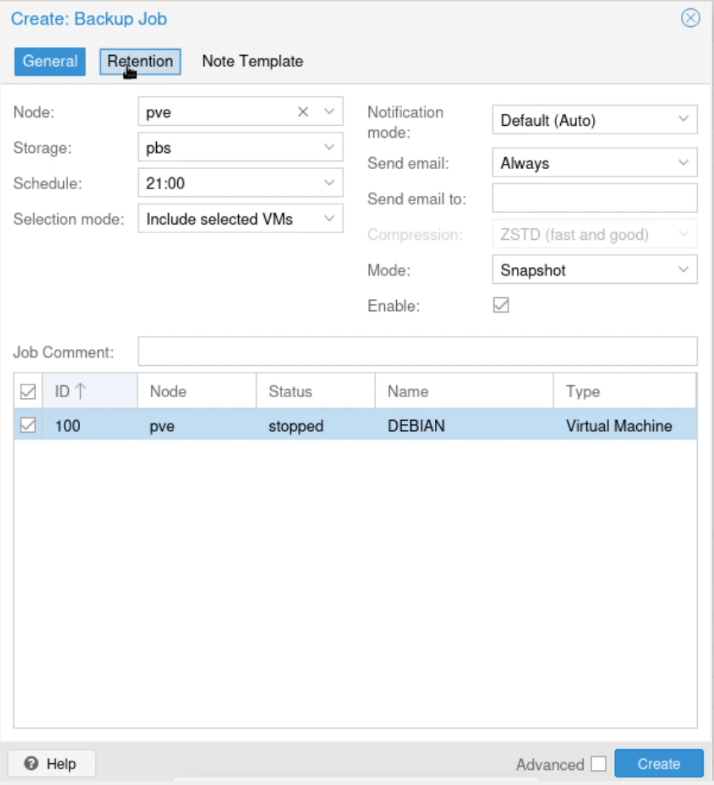 Create: Backup Job
General Retention Note Template
Node: pve
Storage: pbs
Schedule: 21:00
Selection mode: Include selected VMs
Notification mode: Default (Auto)
Send email: Always
Send email to:
Compression: ZSTD (fast and good)
Mode: Snapshot
Enable:
Job Comment:
ID Node Status Name Type
100 pve stopped DEBIAN Virtual Machine
Help Advanced Create